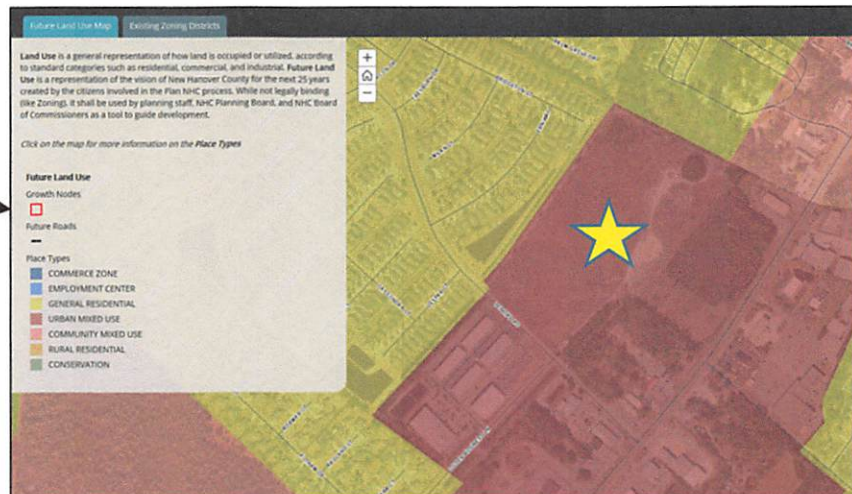 Future Land Use Map
Existing Zoning Districts
Land Use is a general representation of how land is occupied or utilized, according
to standard categories such as residential, commercial, and industrial. Future Land
Use is a representation of the vision of New Hanover County for the next 25 years
created by the citizens involved in the Plan NHC process. While not legally binding
(like Zoning), it shall be used by planning staff, NHC Planning Board, and NHC Board
of Commissioners as a tool to guide development.
Click on the map for more information on the Place Types
Future Land Use
Growth Nodes
Future Roads
Place Types
COMMERCE ZONE
EMPLOYMENT CENTER
GENERAL RESIDENTIAL
URBAN MIXED USE
COMMUNITY MIXED USE
RURAL RESIDENTIAL
CONSERVATION